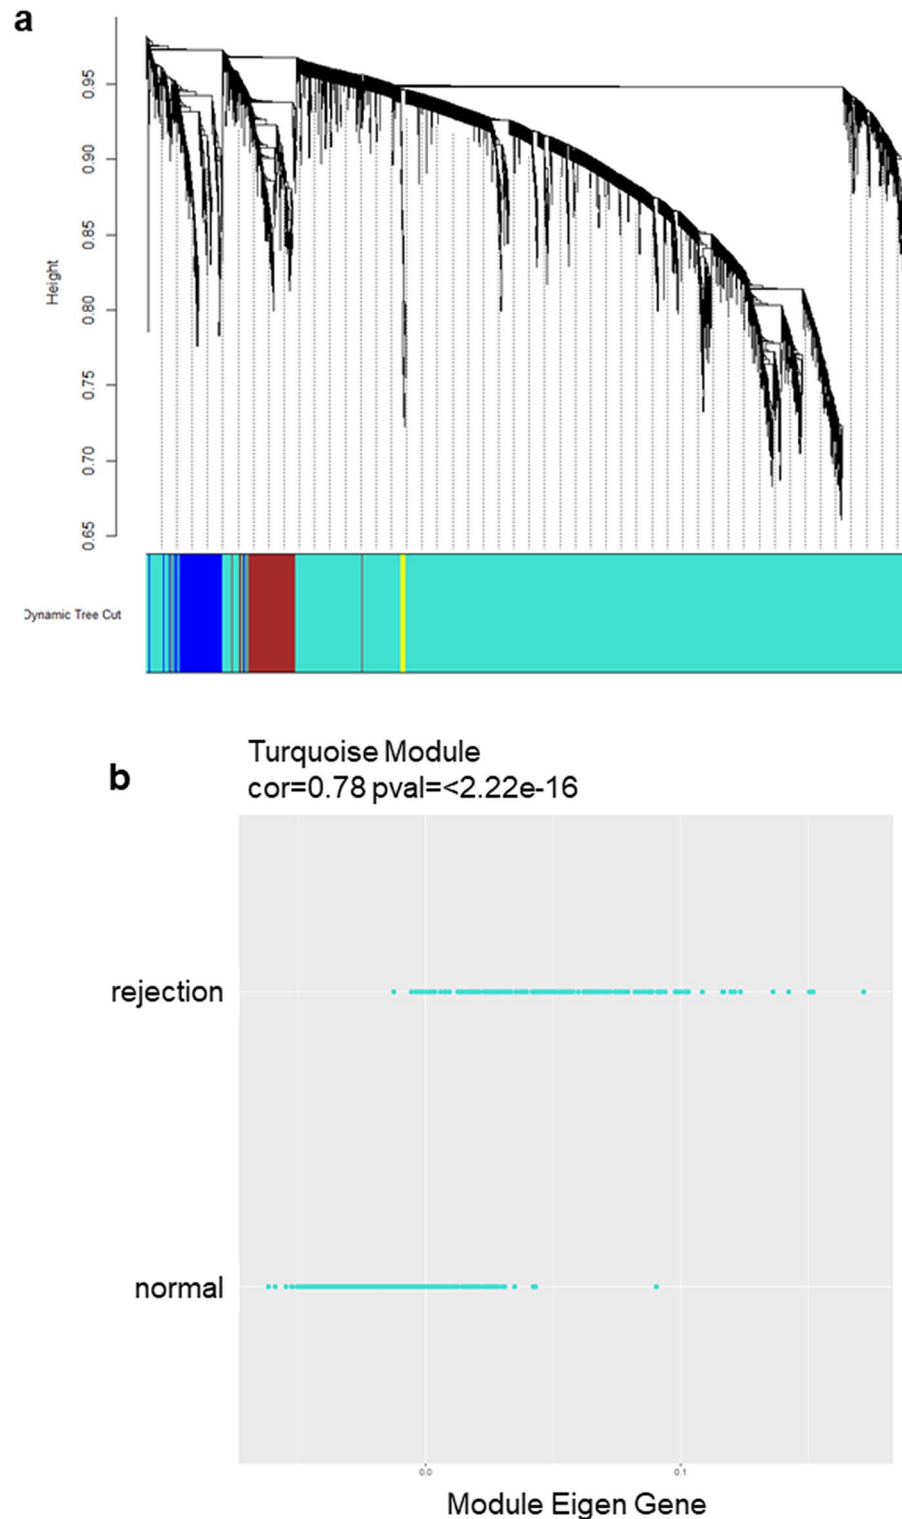 a
0.95
0.90
0.85
0.80
0.75
0.70
0.65
Height
Dynamic Tree Cut
b
Turquoise Module
cor=0.78 pval=<2.22e-16
rejection
normal
0.0
0.1
Module Eigen Gene